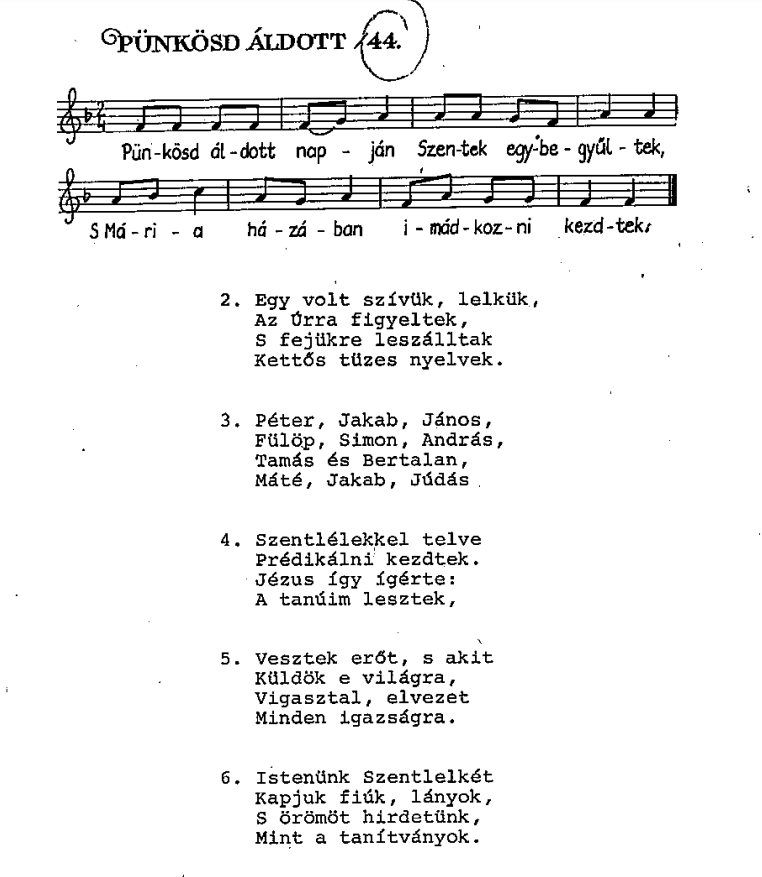 PÜNKÖSD ÁLDOTT /44.
2
4
Pün-kösd ál-dott nap - ján Szen-tek egy-be-gyűl-tek,
S Má-ri-a há-zá-ban i-mád-koz-ni kezd-tek,
2. Egy volt szívük, lelkük,
Az Úrra figyeltek,
S fejükre leszálltak
Kettős tüzes nyelvek.
3. Péter, Jakab, János,
Fülöp, Simon, András,
Tamás és Bertalan,
Máté, Jakab, Júdás
4. Szentlélekkel telve
Prédikálni kezdtek.
Jézus így ígérte:
A tanúim lesztek,
5. Vesztek erőt, s akit
Küldök e világra,
Vigasztal, elvezet
Minden igazságra.
6. Istenünk Szentlelkét
Kapjuk fiúk, lányok,
S örömöt hirdetünk,
Mint a tanítványok.